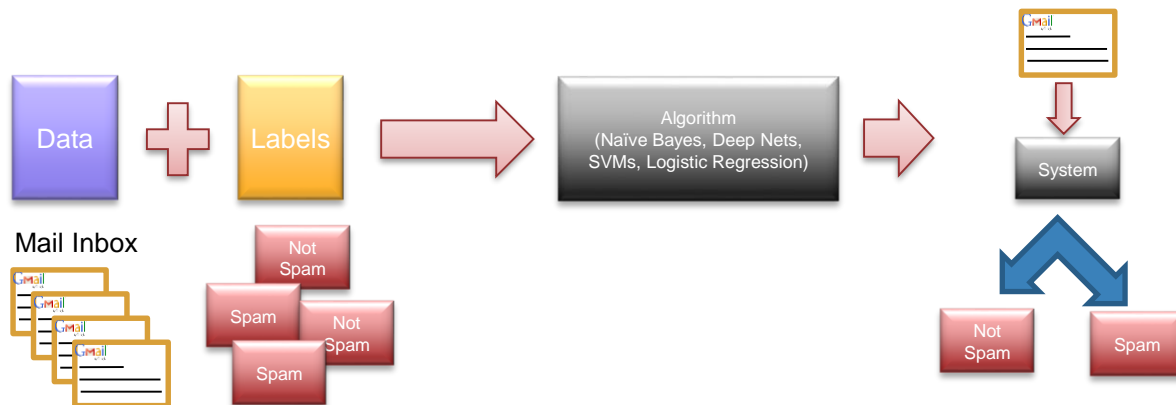 Gmail
Data
Labels
Algorithm
(Naïve Bayes, Deep Nets,
SVMs, Logistic Regression)
System
Mail Inbox
Gmail
Gmail
Gmail
Gmail
Not
Spam
Spam
Not
Spam
Spam
Not
Spam
Spam